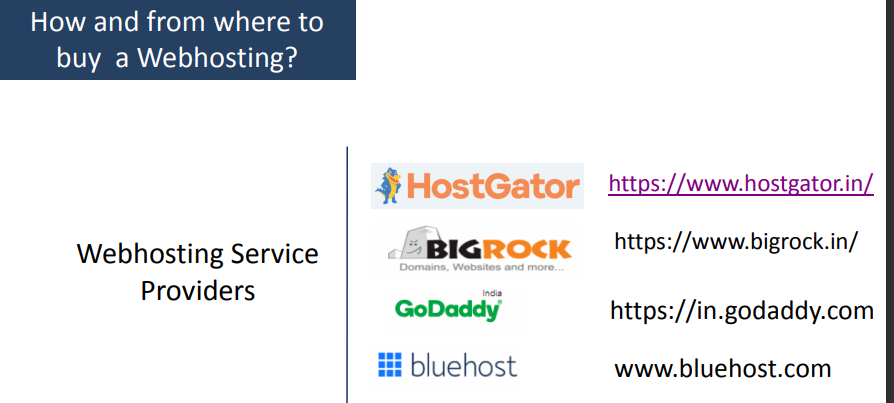 How and from where to
buy a Webhosting?
Webhosting Service
Providers
HostGator
https://www.hostgator.in/
BIGROCK
Domains, Websites and more...
https://www.bigrock.in/
India
GoDaddy
https://in.godaddy.com
bluehost
www.bluehost.com